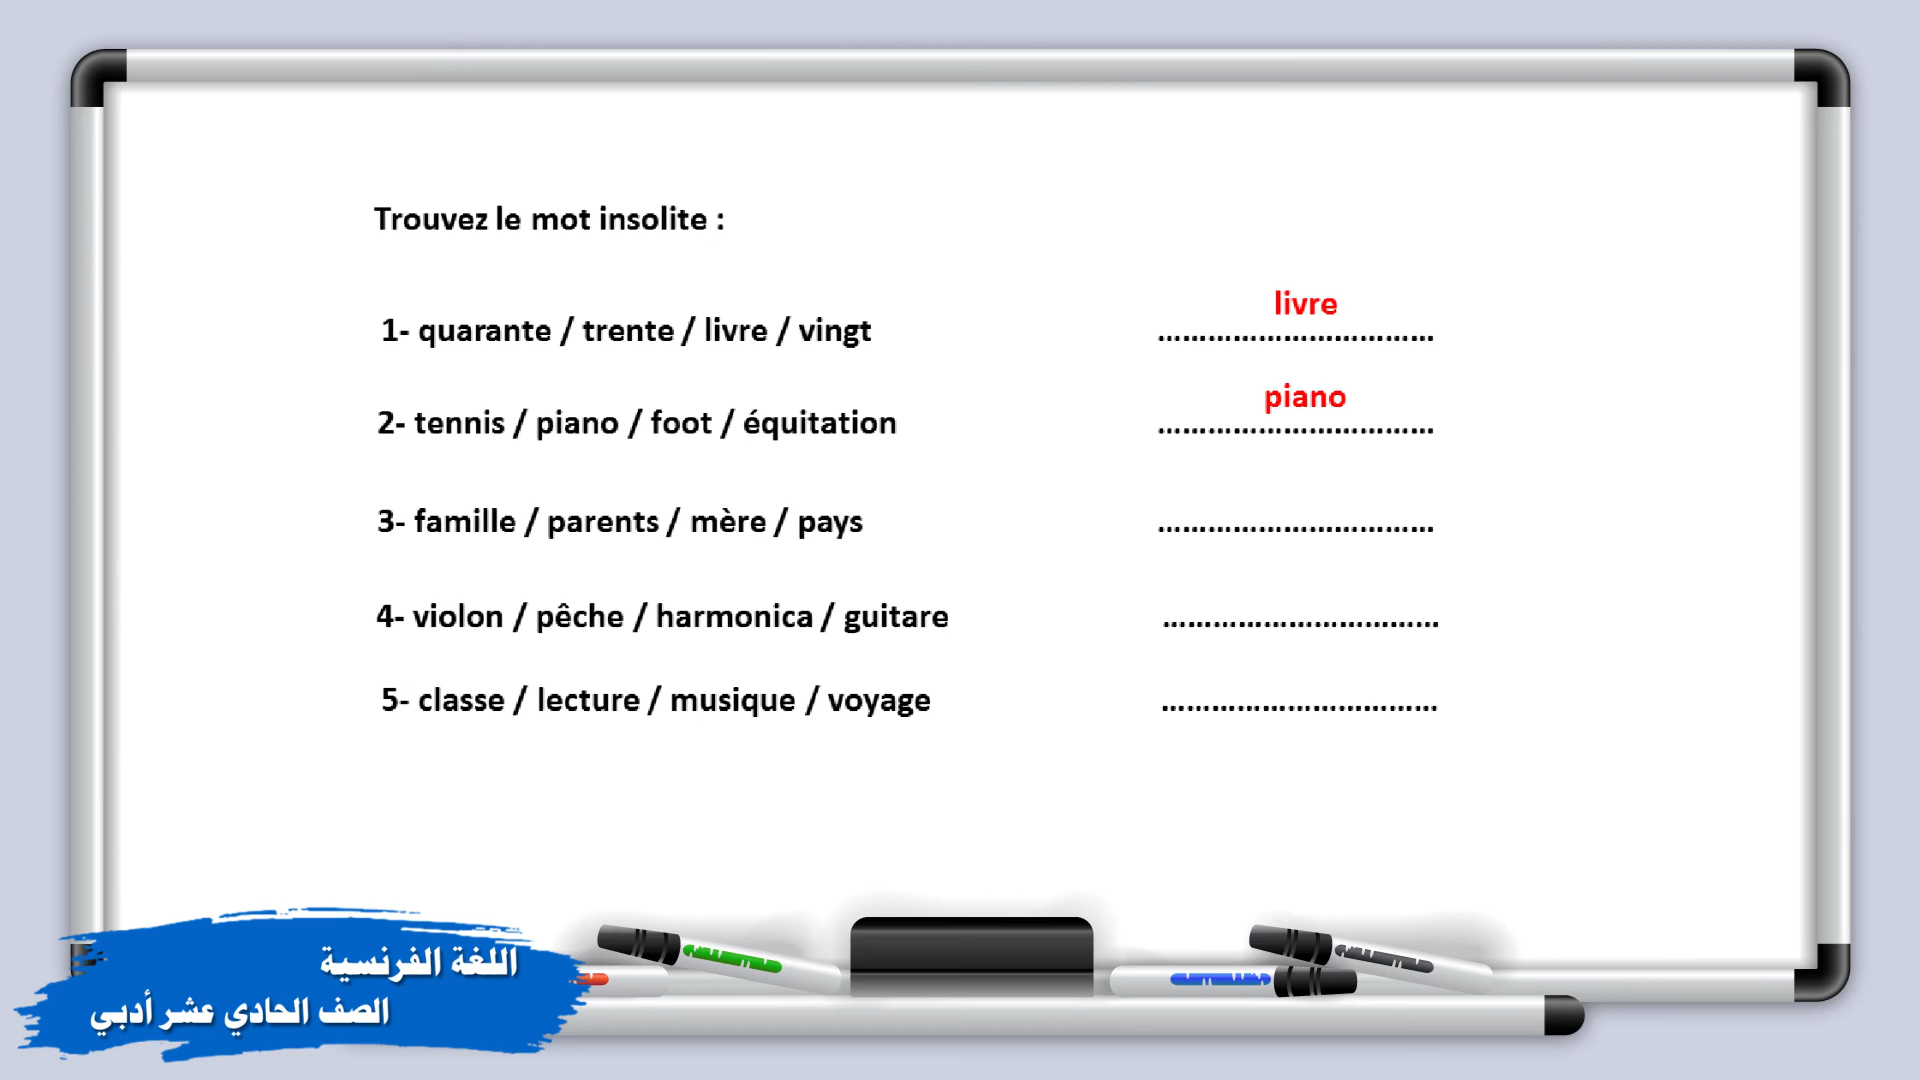 Trouvez le mot insolite :
livre
1- quarante / trente / livre / vingt ......................................
piano
2- tennis / piano / foot / équitation ......................................
3- famille / parents / mère / pays ......................................
4- violon / pêche / harmonica / guitare ......................................
5- classe / lecture / musique / voyage ......................................
اللغة الفرنسية
الصف الحادي عشر أدبي